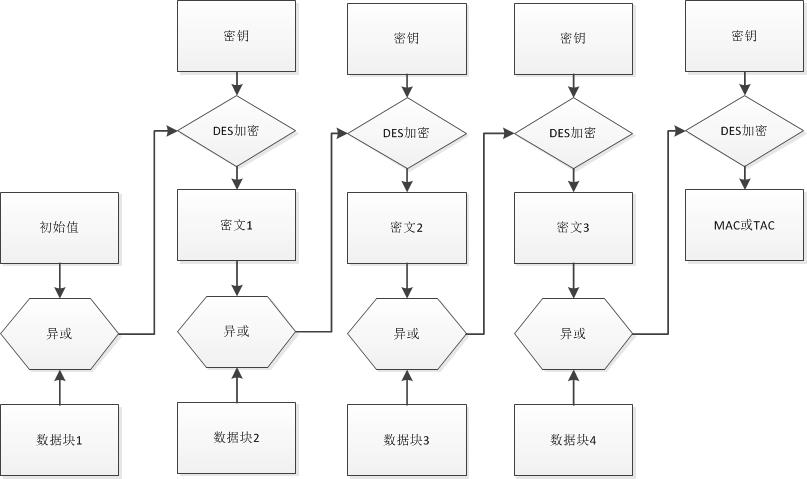 密钥
密钥
密钥
密钥
DES加密
DES加密
DES加密
DES加密
初始值
密文1
密文2
密文3
MAC或TAC
异或
异或
异或
异或
数据块1
数据块2
数据块3
数据块4